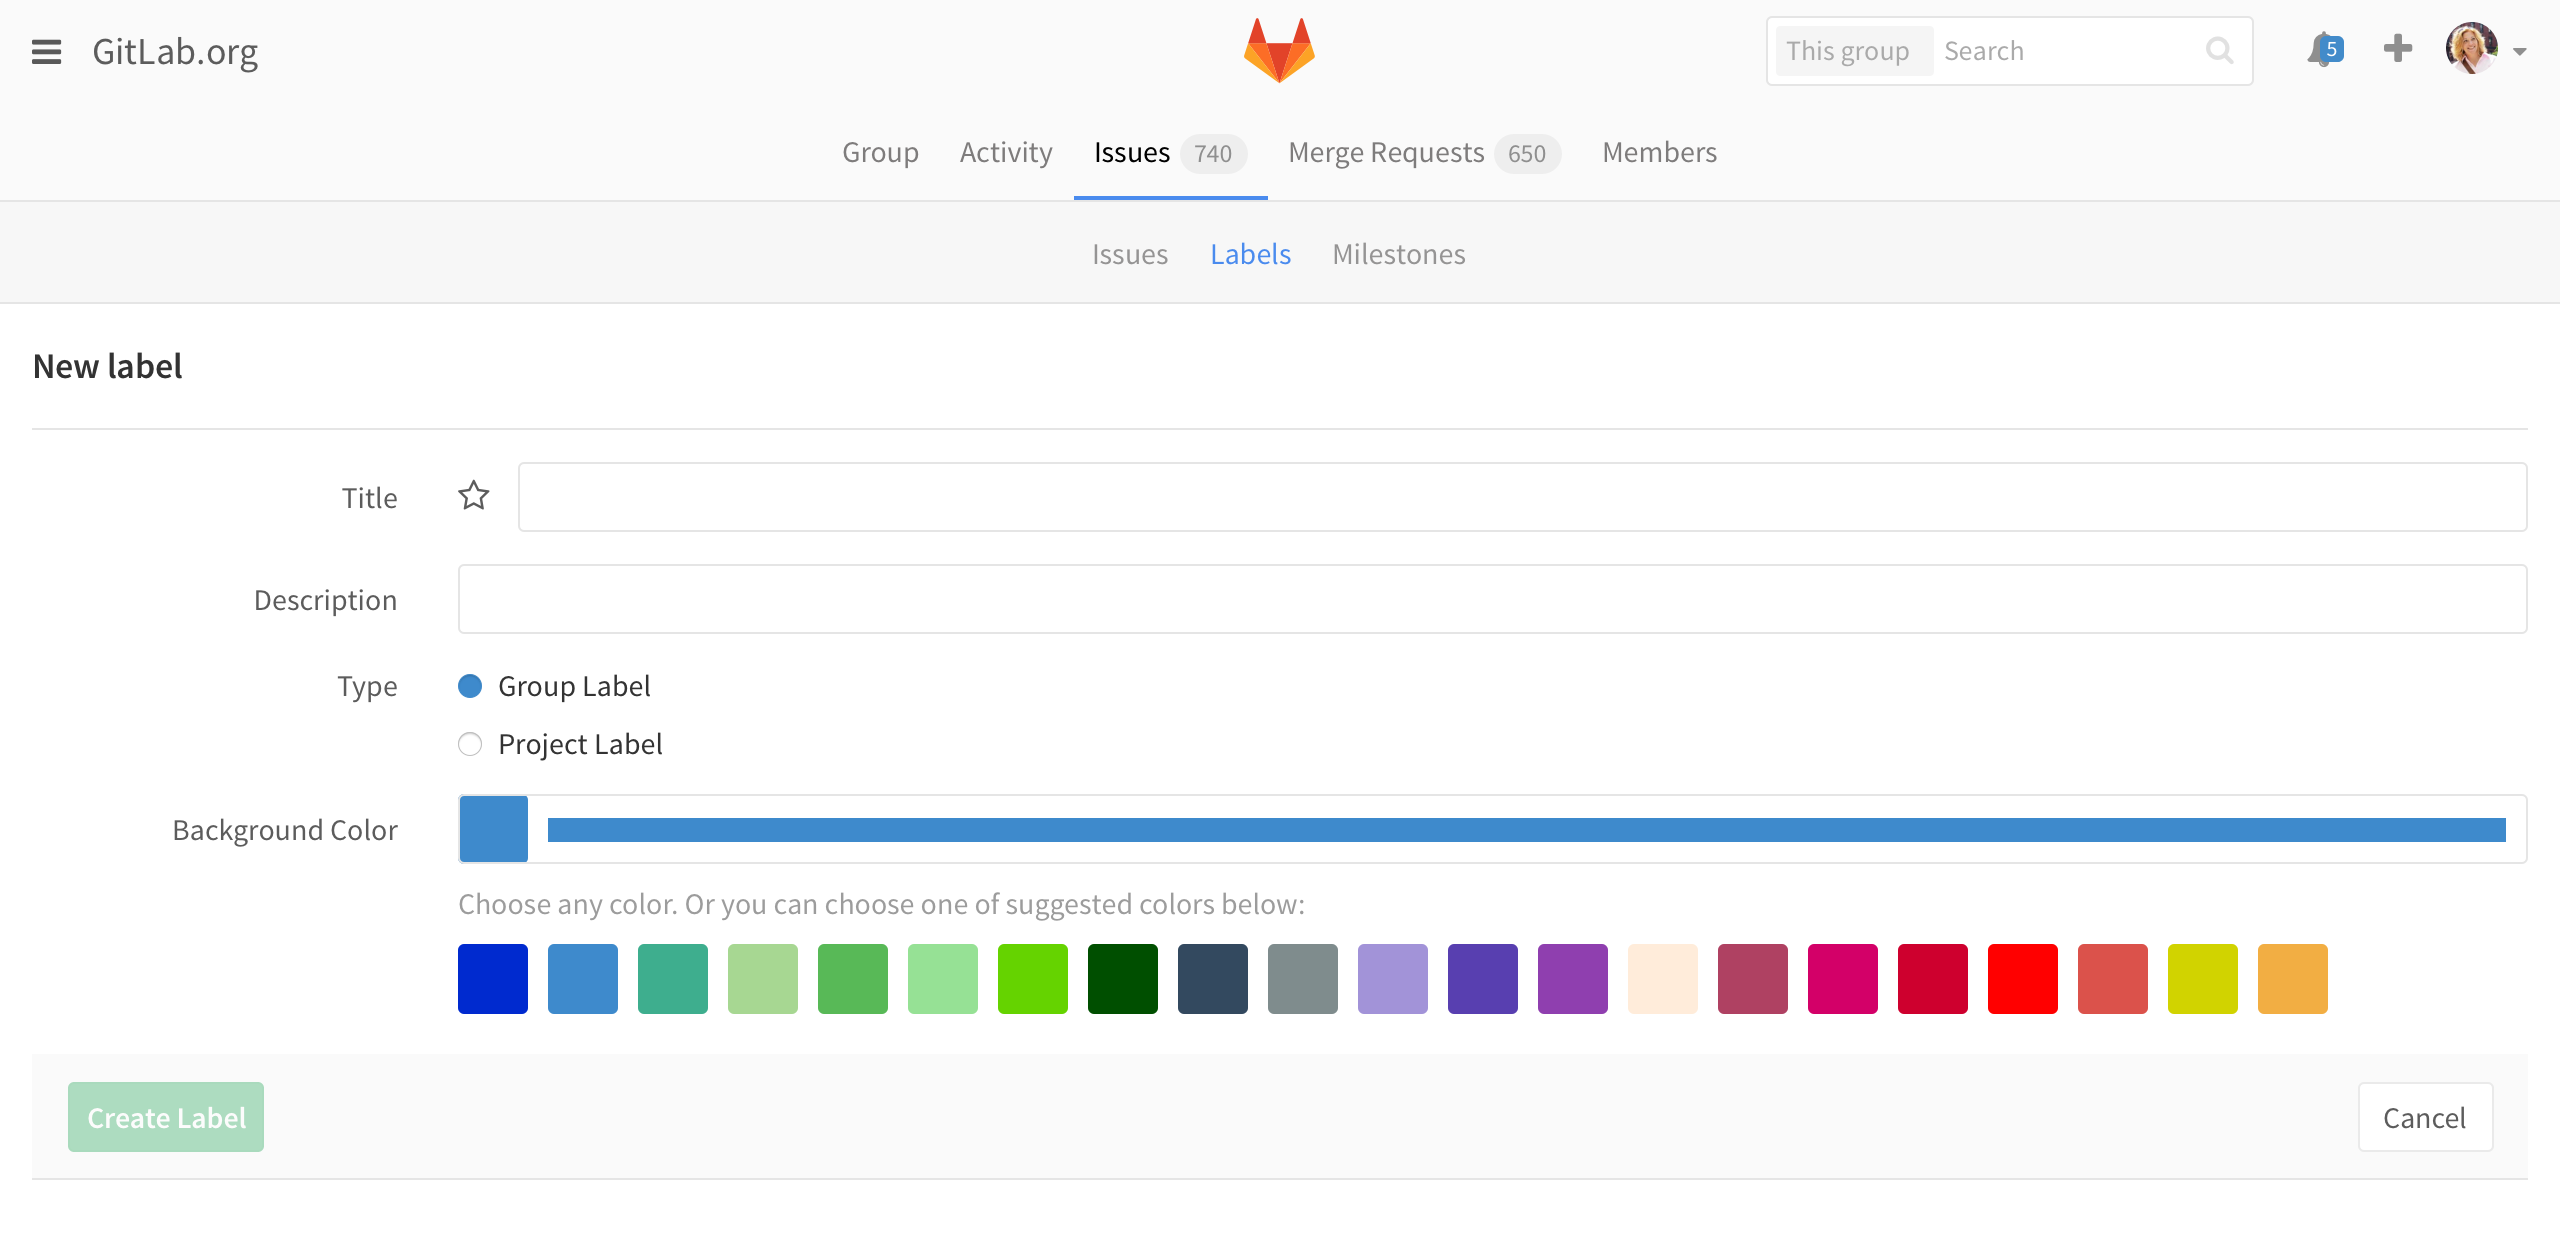 GitLab.org
This group Search
5
Group Activity Issues 740 Merge Requests 650 Members
Issues Labels Milestones
New label
Title
Description
Type Group Label
Project Label
Background Color
Choose any color. Or you can choose one of suggested colors below:
Create Label Cancel